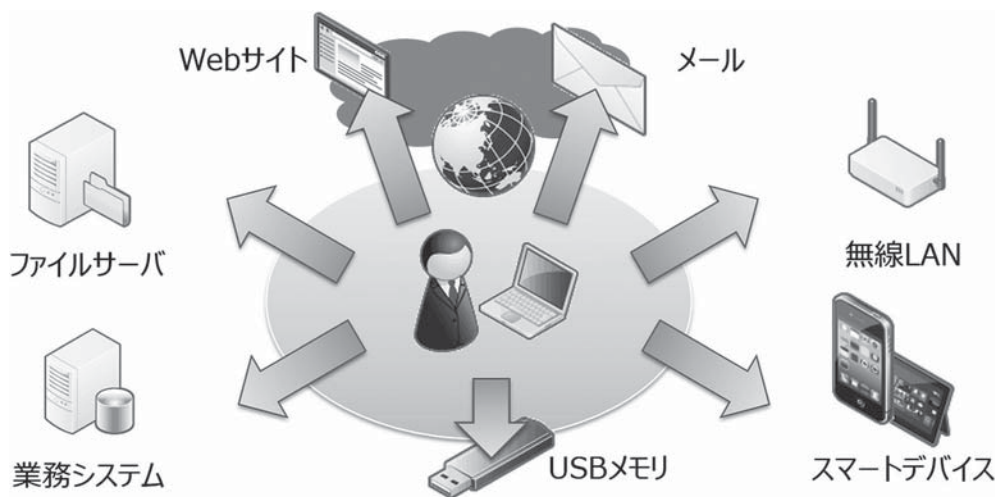 Webサイト
メール
ファイルサーバ
無線LAN
業務システム
USBメモリ
スマートデバイス